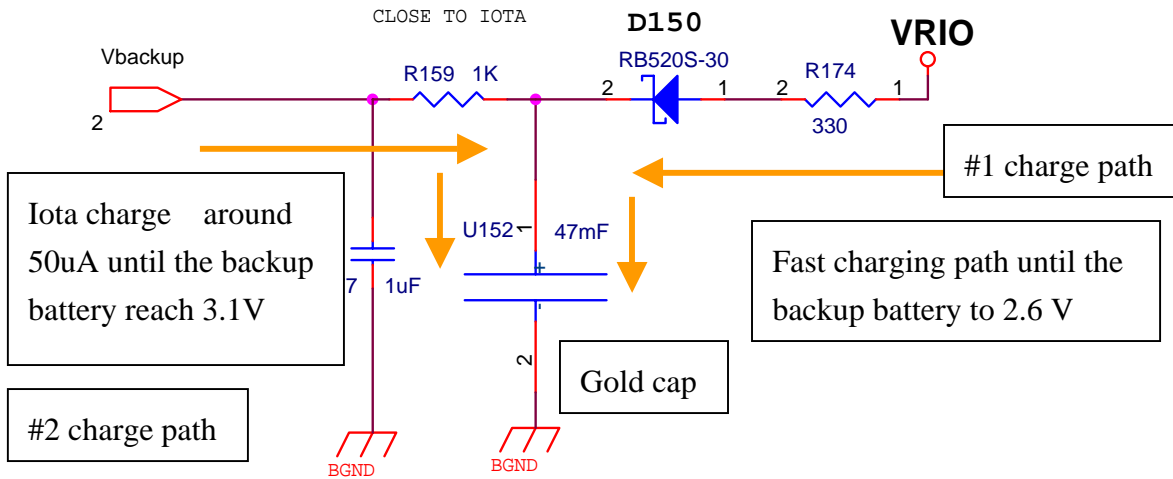 CLOSE TO IOTA
D150
VRIO
Vbackup
R159 1K
RB520S-30
R174
2
2
1
2
1
330
#1 charge path
Iota charge around
50uA until the backup
battery reach 3.1V
U152
1
47mF
7
1uF
+
-
Fast charging path until the
backup battery to 2.6 V
2
Gold cap
#2 charge path
BGND
BGND